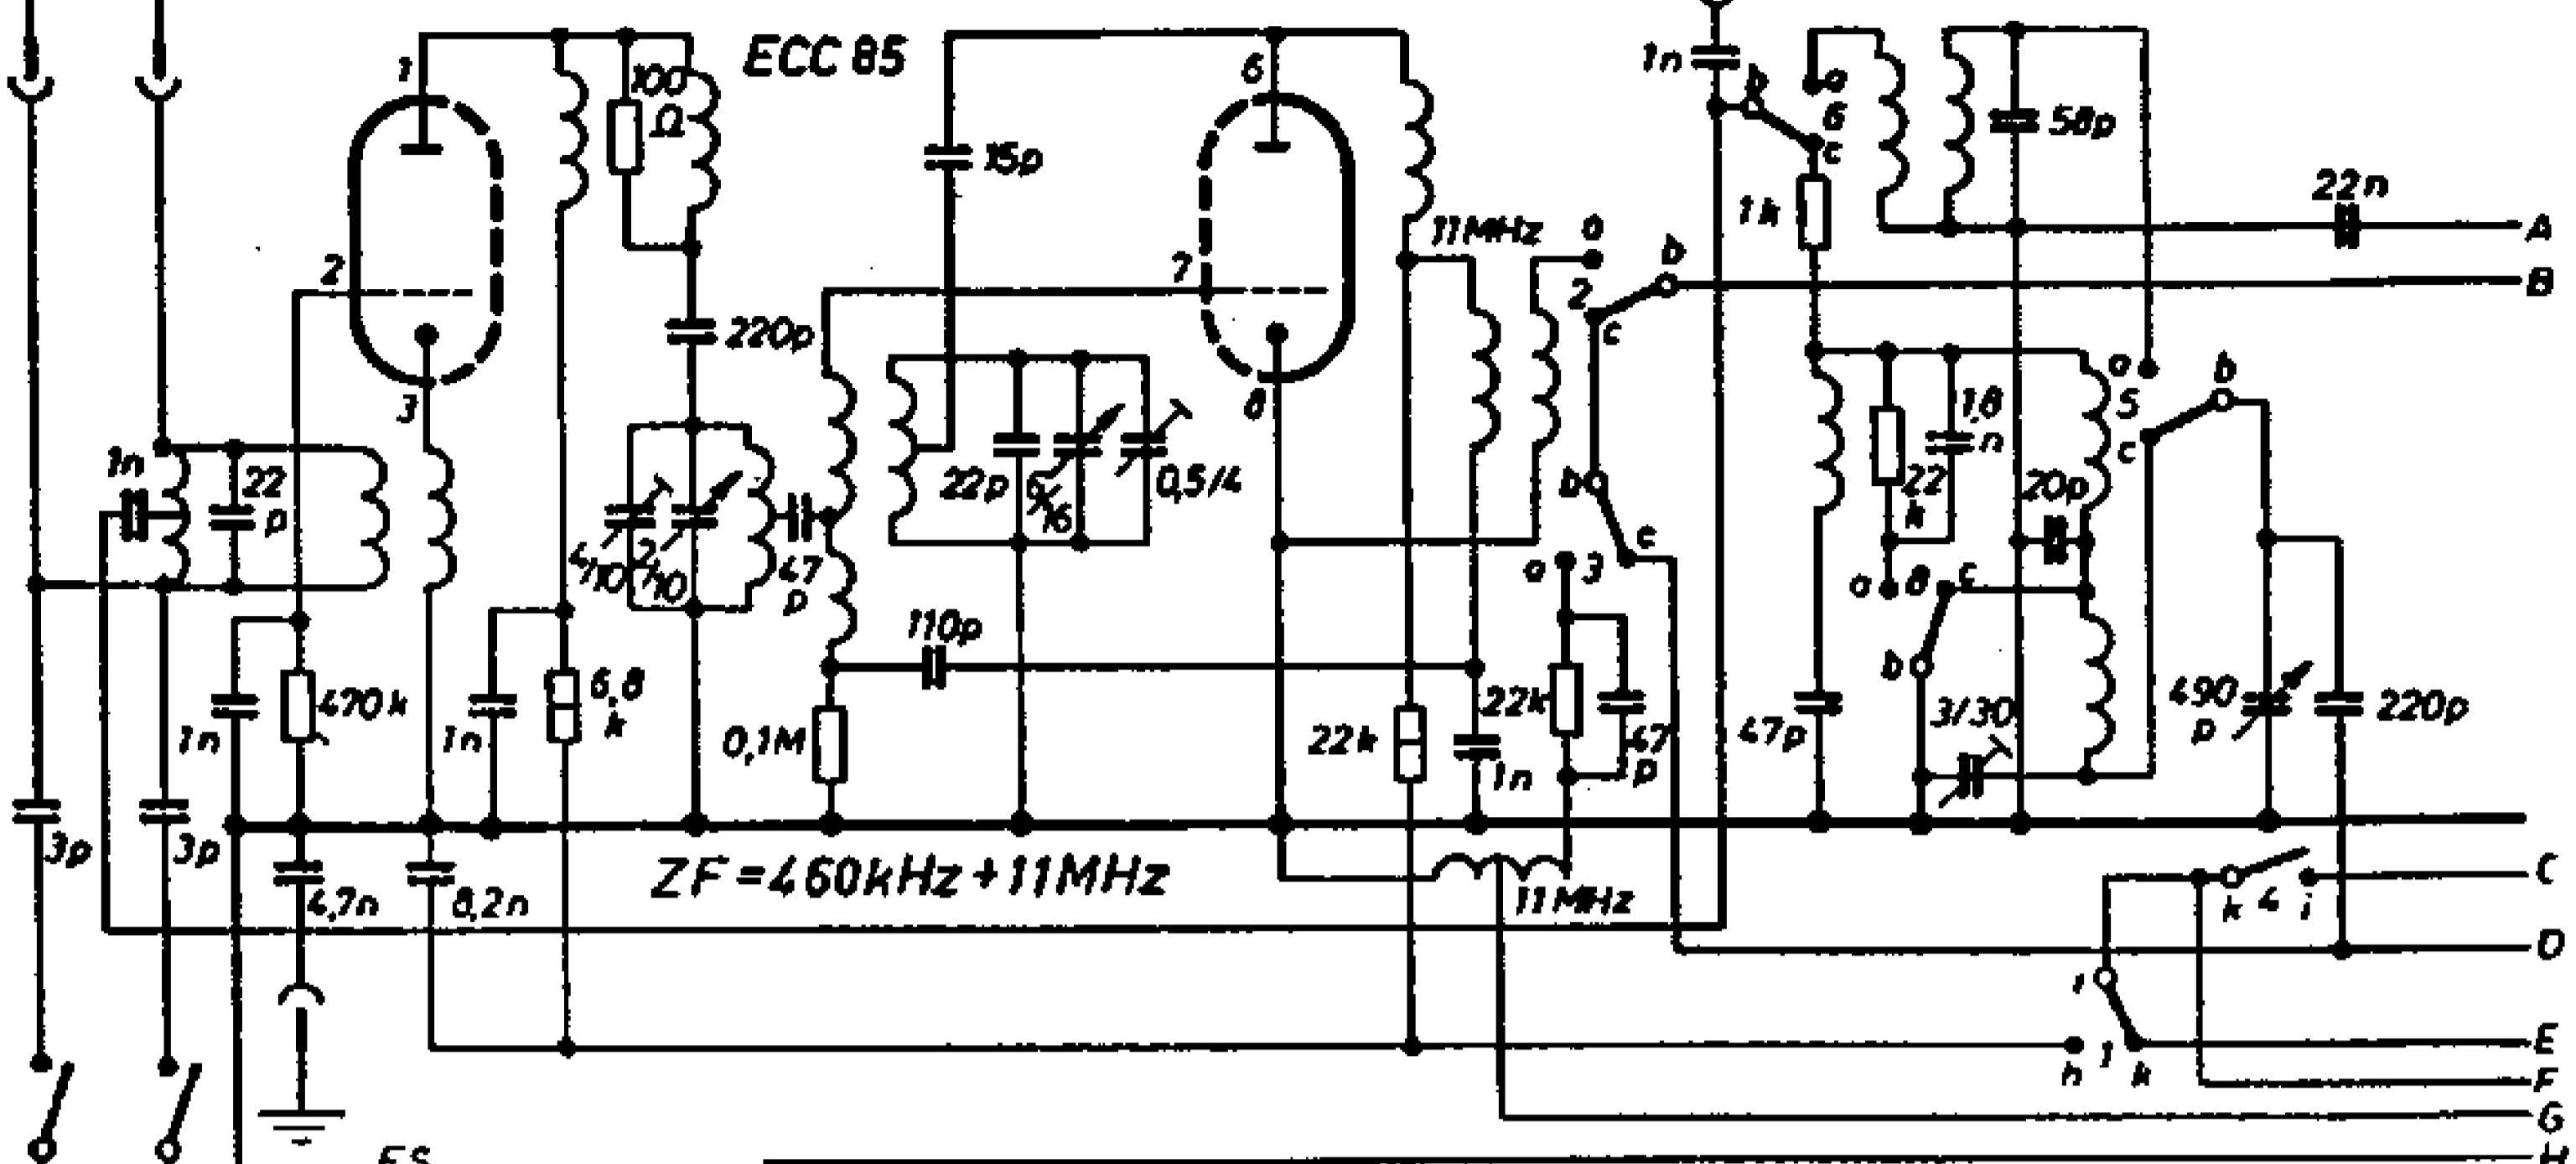 ECC 85
1
100
Ω
6
15p
1n
b
a
6
c
58p
1k
22n
A
2
7
11MHz
a
b
2
c
B
220p
3
8
a
b
5
c
1n
22
p
22p
6/16
0,5/4
b
c
22
k
1,8
n
20p
4/10
2/10
47
p
a
3
a
8
c
b
110p
470k
1n
1n
6,8
k
0,1M
22k
1n
22k
47
p
47p
3/30
490
p
220p
3p
3p
4,7n
8,2n
ZF = 460kHz + 11MHz
11MHz
k
4
i
C
D
i
h
1
k
E
F
G
H